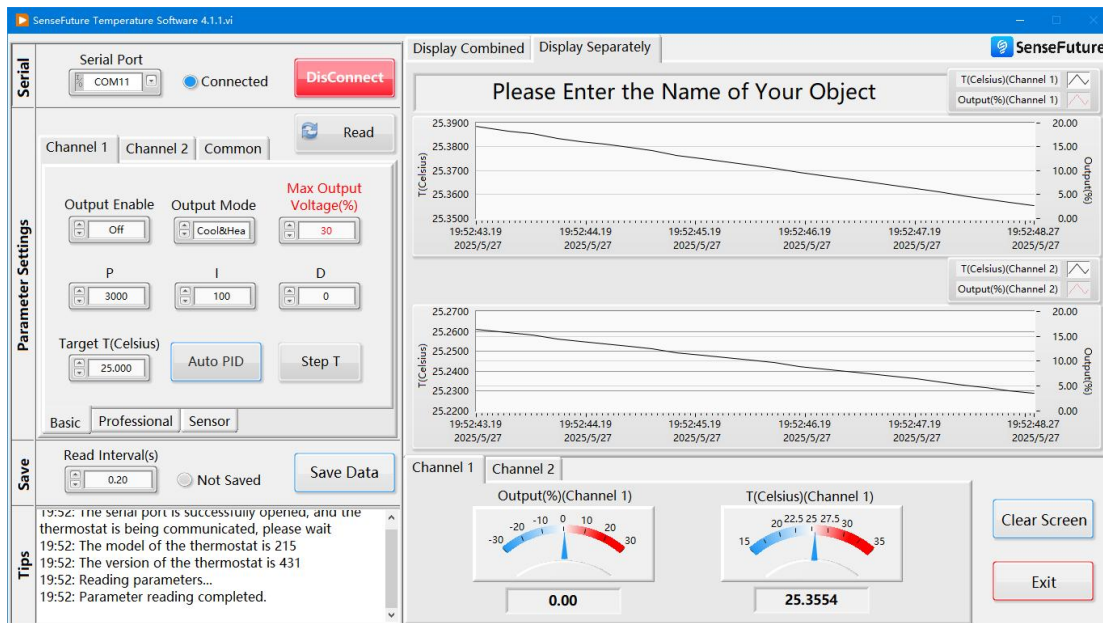 SenseFuture Temperature Software 4.1.1.vi
Serial
Serial Port
COM11
Connected
DisConnect
Parameter Settings
Read
Channel 1
Channel 2
Common
Output Enable
Output Mode
Max Output
Voltage(%)
Off
Cool&Hea
30
P
I
D
3000
100
0
Target T(Celsius)
25.000
Auto PID
Step T
Basic
Professional
Sensor
Save
Read Interval(s)
0.20
Not Saved
Save Data
Tips
19:52: The serial port is successfully opened, and the
thermostat is being communicated, please wait
19:52: The model of the thermostat is 215
19:52: The version of the thermostat is 431
19:52: Reading parameters...
19:52: Parameter reading completed.
Display Combined
Display Separately
SenseFuture
Please Enter the Name of Your Object
T(Celsius)(Channel 1)
Output(%)(Channel 1)
T(Celsius)
25.3900
25.3800
25.3700
25.3600
25.3500
20.00
15.00
10.00
5.00
0.00
Output(%)
19:52:43.19 19:52:44.19 19:52:45.19 19:52:46.19 19:52:47.19 19:52:48.27
2025/5/27 2025/5/27 2025/5/27 2025/5/27 2025/5/27 2025/5/27
T(Celsius)(Channel 2)
Output(%)(Channel 2)
T(Celsius)
25.2700
25.2600
25.2500
25.2400
25.2300
25.2200
20.00
15.00
10.00
5.00
0.00
Output(%)
19:52:43.19 19:52:44.19 19:52:45.19 19:52:46.19 19:52:47.19 19:52:48.27
2025/5/27 2025/5/27 2025/5/27 2025/5/27 2025/5/27 2025/5/27
Channel 1
Channel 2
Output(%)(Channel 1)
-30 -20 -10 0 10 20 30
0.00
T(Celsius)(Channel 1)
15 20 22.5 25 27.5 30 35
25.3554
Clear Screen
Exit